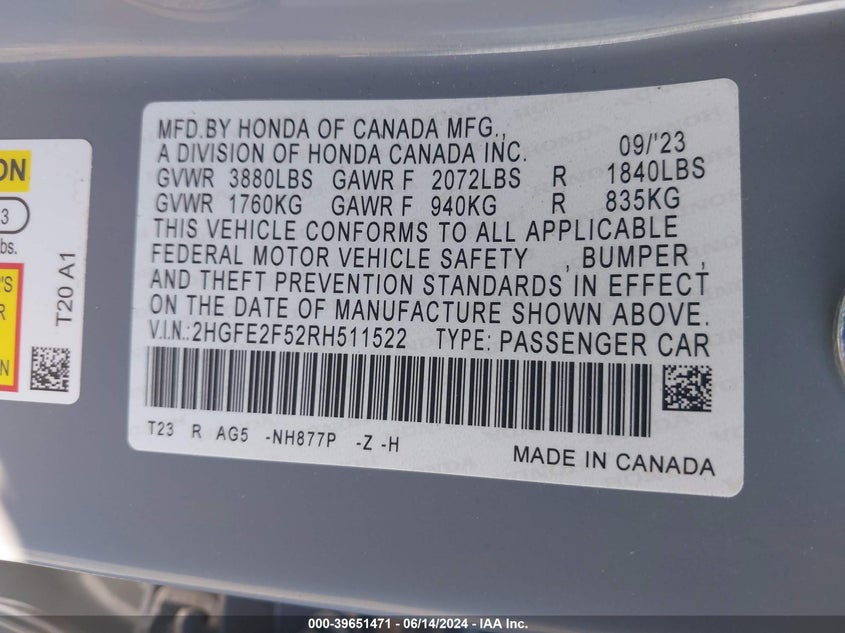 MFD.BY HONDA OF CANADA MFG.,
A DIVISION OF HONDA CANADA INC. 09/'23
GVWR 3880LBS GAWR F 2072LBS R 1840LBS
GVWR 1760KG GAWR F 940KG R 835KG
THIS VEHICLE CONFORMS TO ALL APPLICABLE
FEDERAL MOTOR VEHICLE SAFETY , BUMPER ,
AND THEFT PREVENTION STANDARDS IN EFFECT
ON THE DATE OF MANUFACTURE SHOWN ABOVE.
V.I.N.:2HGFE2F52RH511522 TYPE: PASSENGER CAR
T23 R AG5 -NH877P -Z -H
MADE IN CANADA
ON
3
bs.
'S
R
N
T20 A1
000-39651471 - 06/14/2024 - IAA Inc.